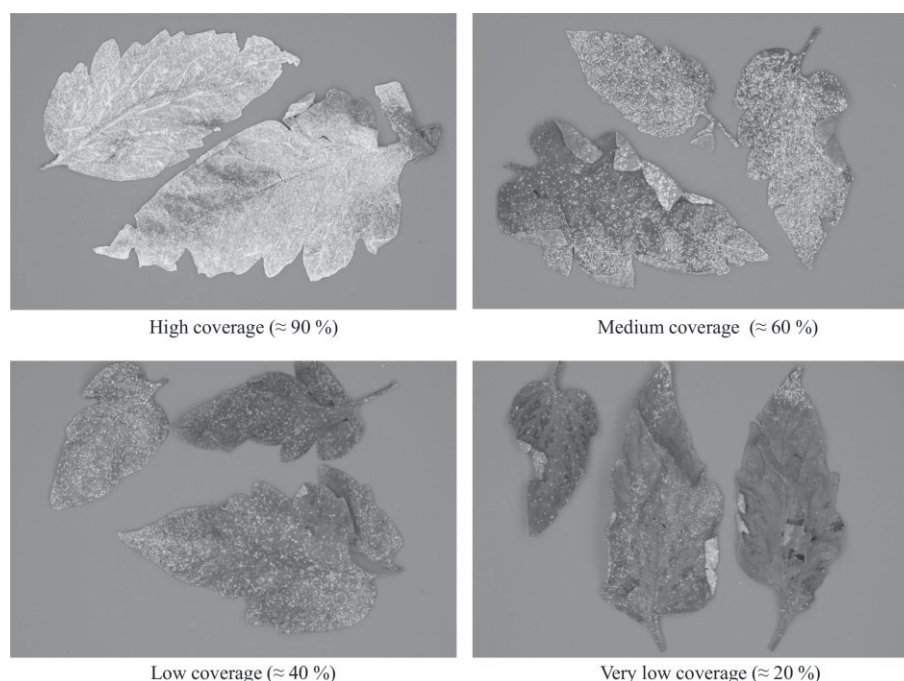 High coverage (≈ 90 %)
Medium coverage (≈ 60 %)
Low coverage (≈ 40 %)
Very low coverage (≈ 20 %)